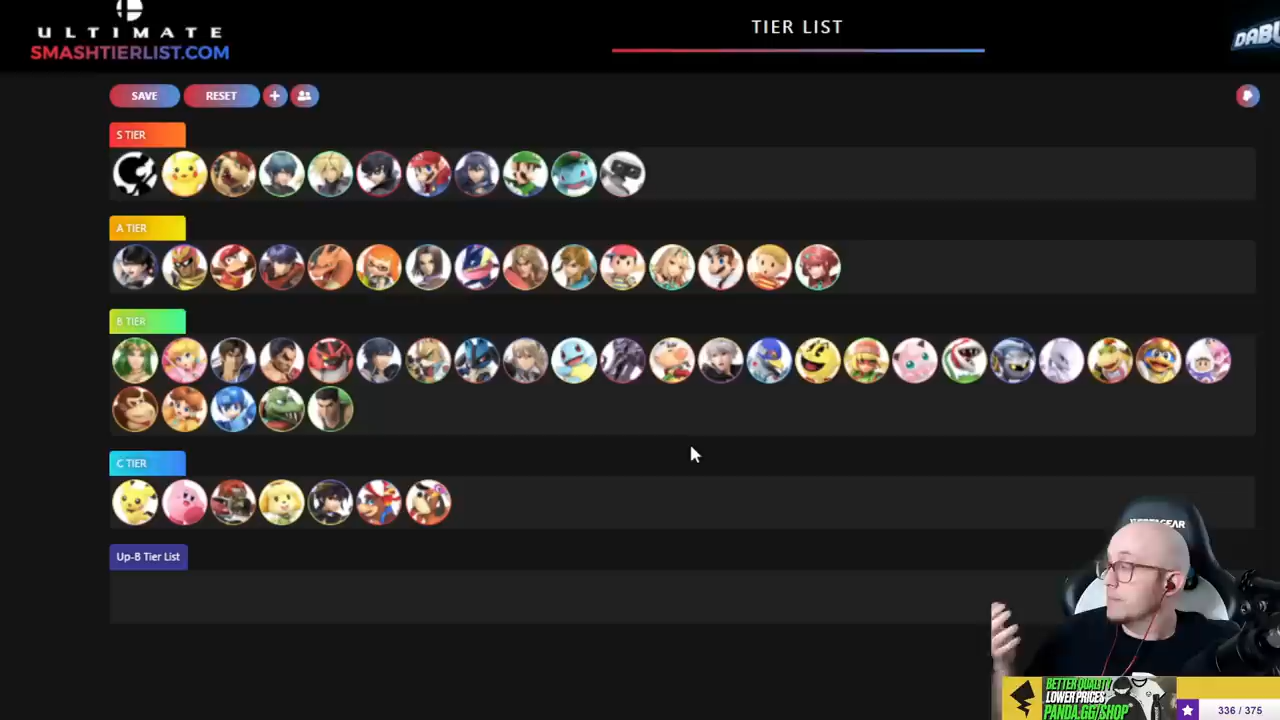 ULTIMATE
SMASHTIERLIST.COM
TIER LIST
DABU
SAVE
RESET
+
S TIER
A TIER
B TIER
C TIER
Up-B Tier List
BETTER QUALITY
LOWER PRICES
PANDA.GG/SHOP
336 / 375